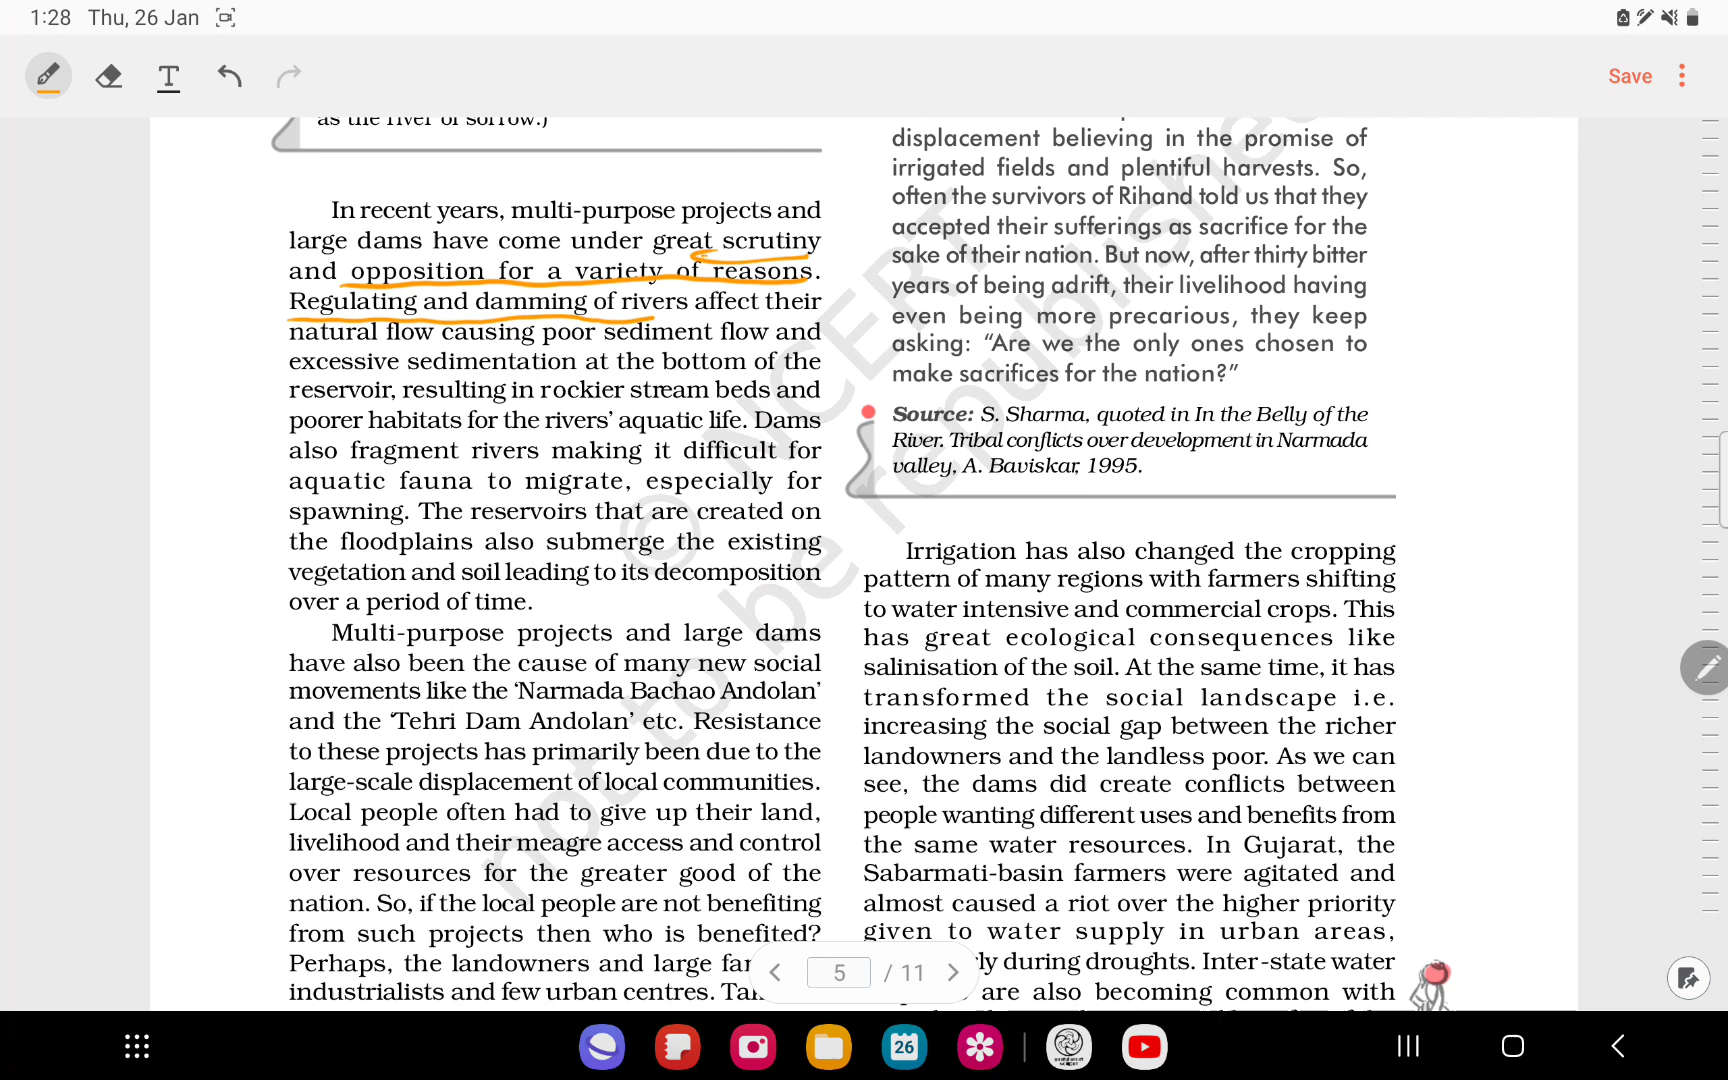 1:28 Thu, 26 Jan
Save
as the river of sorrow.)
In recent years, multi-purpose projects and
large dams have come under great scrutiny
and opposition for a variety of reasons.
Regulating and damming of rivers affect their
natural flow causing poor sediment flow and
excessive sedimentation at the bottom of the
reservoir, resulting in rockier stream beds and
poorer habitats for the rivers’ aquatic life. Dams
also fragment rivers making it difficult for
aquatic fauna to migrate, especially for
spawning. The reservoirs that are created on
the floodplains also submerge the existing
vegetation and soil leading to its decomposition
over a period of time.
Multi-purpose projects and large dams
have also been the cause of many new social
movements like the ‘Narmada Bachao Andolan’
and the ‘Tehri Dam Andolan’ etc. Resistance
to these projects has primarily been due to the
large-scale displacement of local communities.
Local people often had to give up their land,
livelihood and their meagre access and control
over resources for the greater good of the
nation. So, if the local people are not benefiting
from such projects then who is benefited?
Perhaps, the landowners and large
industrialists and few urban centres.
displacement believing in the promise of
irrigated fields and plentiful harvests. So,
often the survivors of Rihand told us that they
accepted their sufferings as sacrifice for the
sake of their nation. But now, after thirty bitter
years of being adrift, their livelihood having
even being more precarious, they keep
asking: “Are we the only ones chosen to
make sacrifices for the nation?”
Source: S. Sharma, quoted in In the Belly of the
River. Tribal conflicts over development in Narmada
valley, A. Baviskar, 1995.
Irrigation has also changed the cropping
pattern of many regions with farmers shifting
to water intensive and commercial crops. This
has great ecological consequences like
salinisation of the soil. At the same time, it has
transformed the social landscape i.e.
increasing the social gap between the richer
landowners and the landless poor. As we can
see, the dams did create conflicts between
people wanting different uses and benefits from
the same water resources. In Gujarat, the
Sabarmati-basin farmers were agitated and
almost caused a riot over the higher priority
given to water supply in urban areas,
during droughts. Inter-state water
are also becoming common with
© NCERT
not to be republished
5 / 11
26